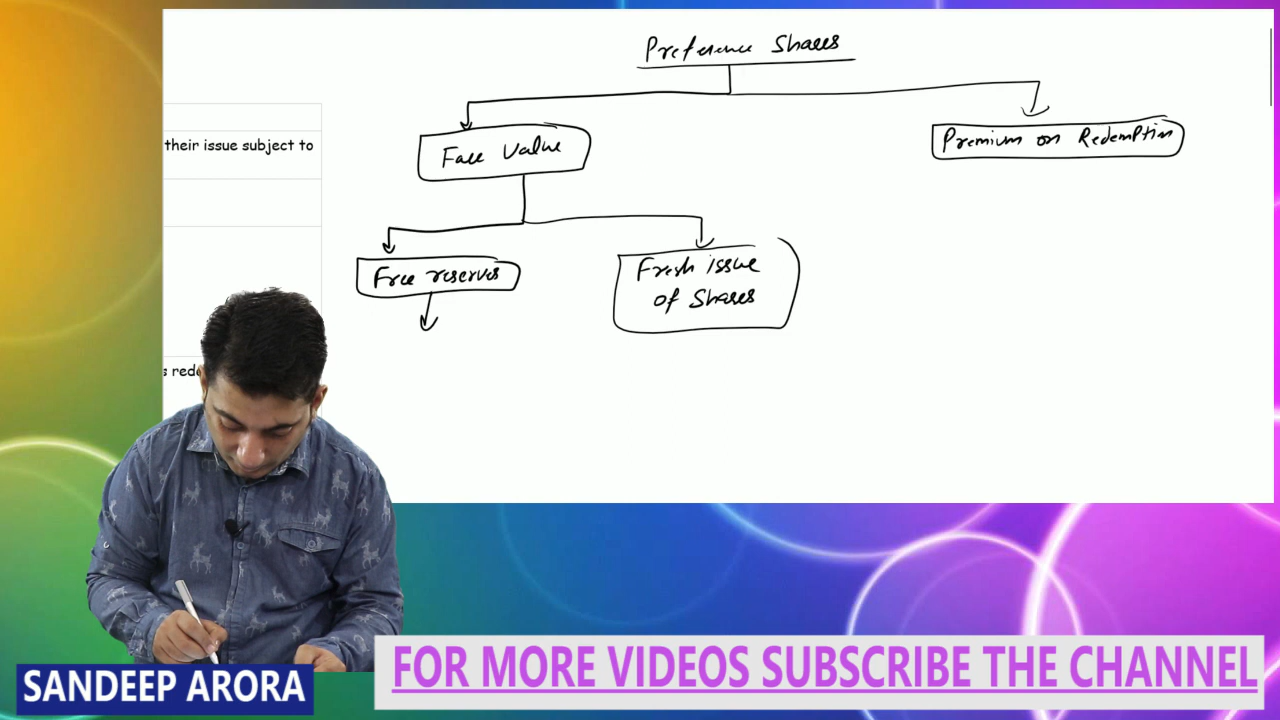 Preference Shares
Face Value
Premium on Redemption
Free reserves
Fresh issue
of Shares
their issue subject to
s rede
SANDEEP ARORA
FOR MORE VIDEOS SUBSCRIBE THE CHANNEL